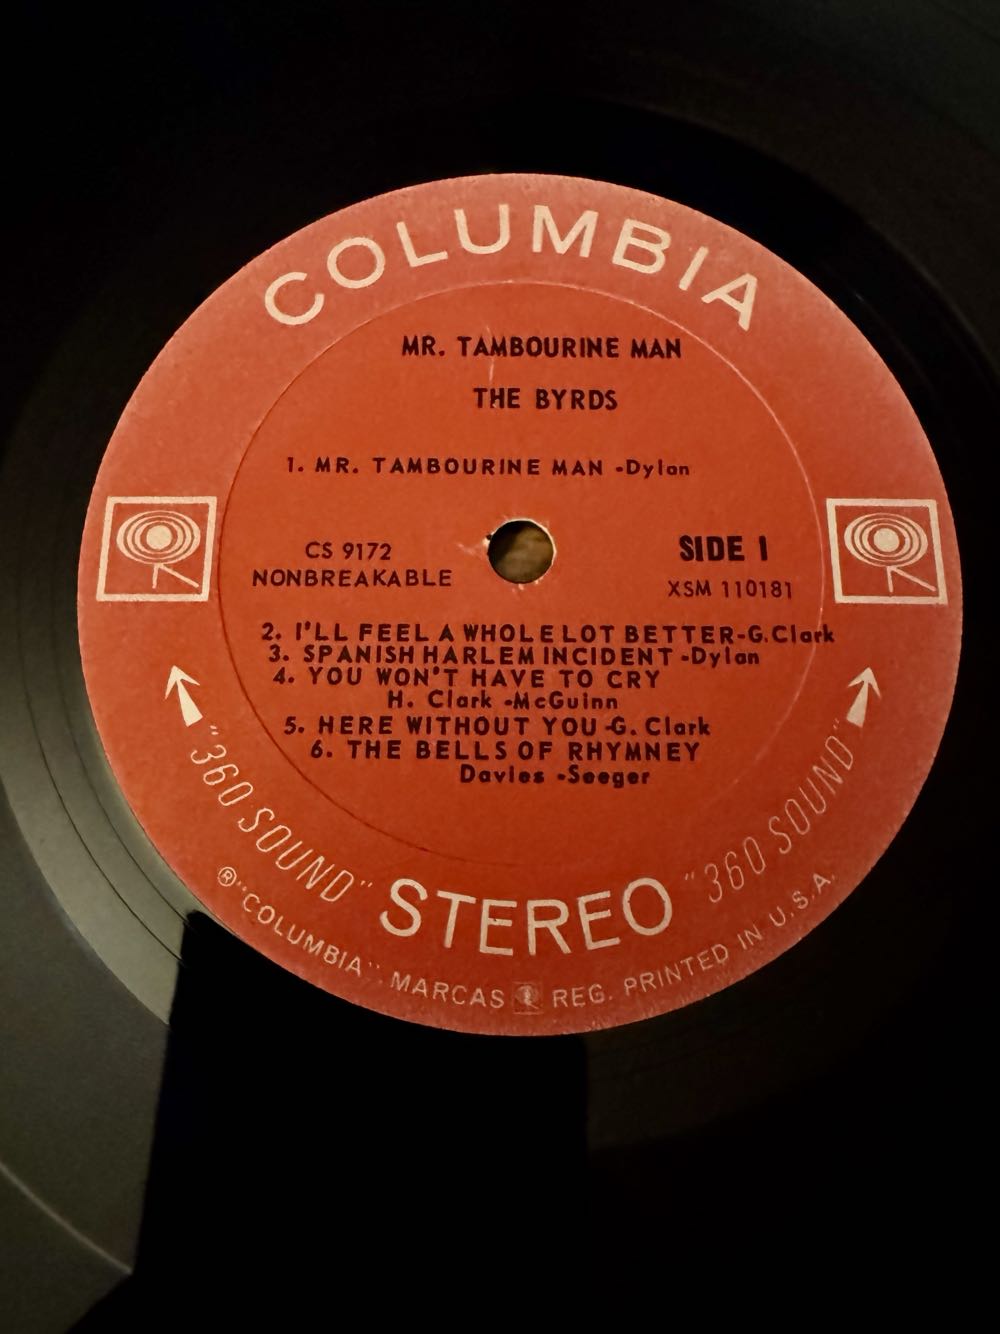 COLUMBIA
MR. TAMBOURINE MAN
THE BYRDS
1. MR. TAMBOURINE MAN -Dylan
CS 9172
NONBREAKABLE
SIDE 1
XSM 110181
2. I'LL FEEL A WHOLE LOT BETTER-G.Clark
3. SPANISH HARLEM INCIDENT -Dylan
4. YOU WON'T HAVE TO CRY
H. Clark -McGuinn
5. HERE WITHOUT YOU -G. Clark
6. THE BELLS OF RHYMNEY
Davies -Seeger
"360 SOUND" STEREO "360 SOUND"
® "COLUMBIA" MARCAS REG. PRINTED IN U.S.A.